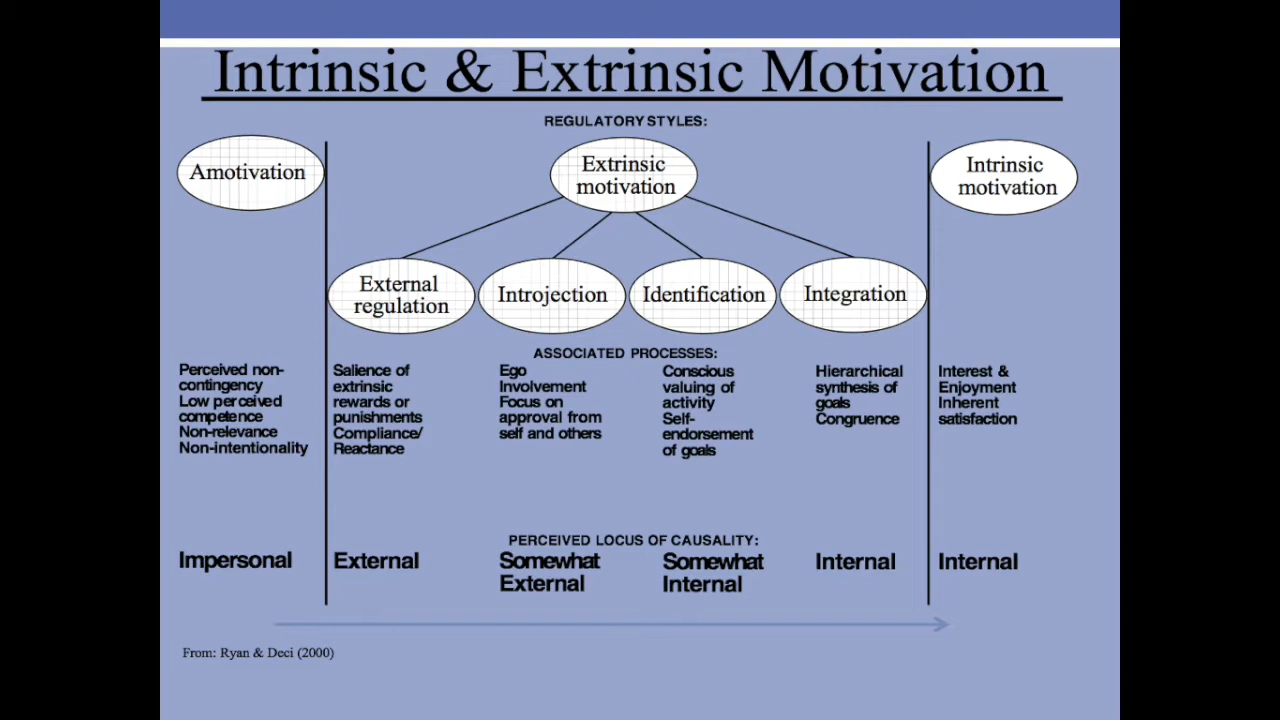 Intrinsic & Extrinsic Motivation
REGULATORY STYLES:
Amotivation
Extrinsic
motivation
Intrinsic
motivation
External
regulation
Introjection
Identification
Integration
ASSOCIATED PROCESSES:
Perceived non-
contingency
Low perceived
competence
Non-relevance
Non-intentionality
Salience of
extrinsic
rewards or
punishments
Compliance/
Reactance
Ego
Involvement
Focus on
approval from
self and others
Conscious
valuing of
activity
Self-
endorsement
of goals
Hierarchical
synthesis of
goals
Congruence
Interest &
Enjoyment
Inherent
satisfaction
PERCEIVED LOCUS OF CAUSALITY:
Impersonal
External
Somewhat
External
Somewhat
Internal
Internal
Internal
From: Ryan & Deci (2000)